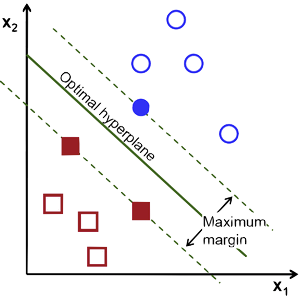 x2
Optimal hyperplane
Maximum
margin
x1